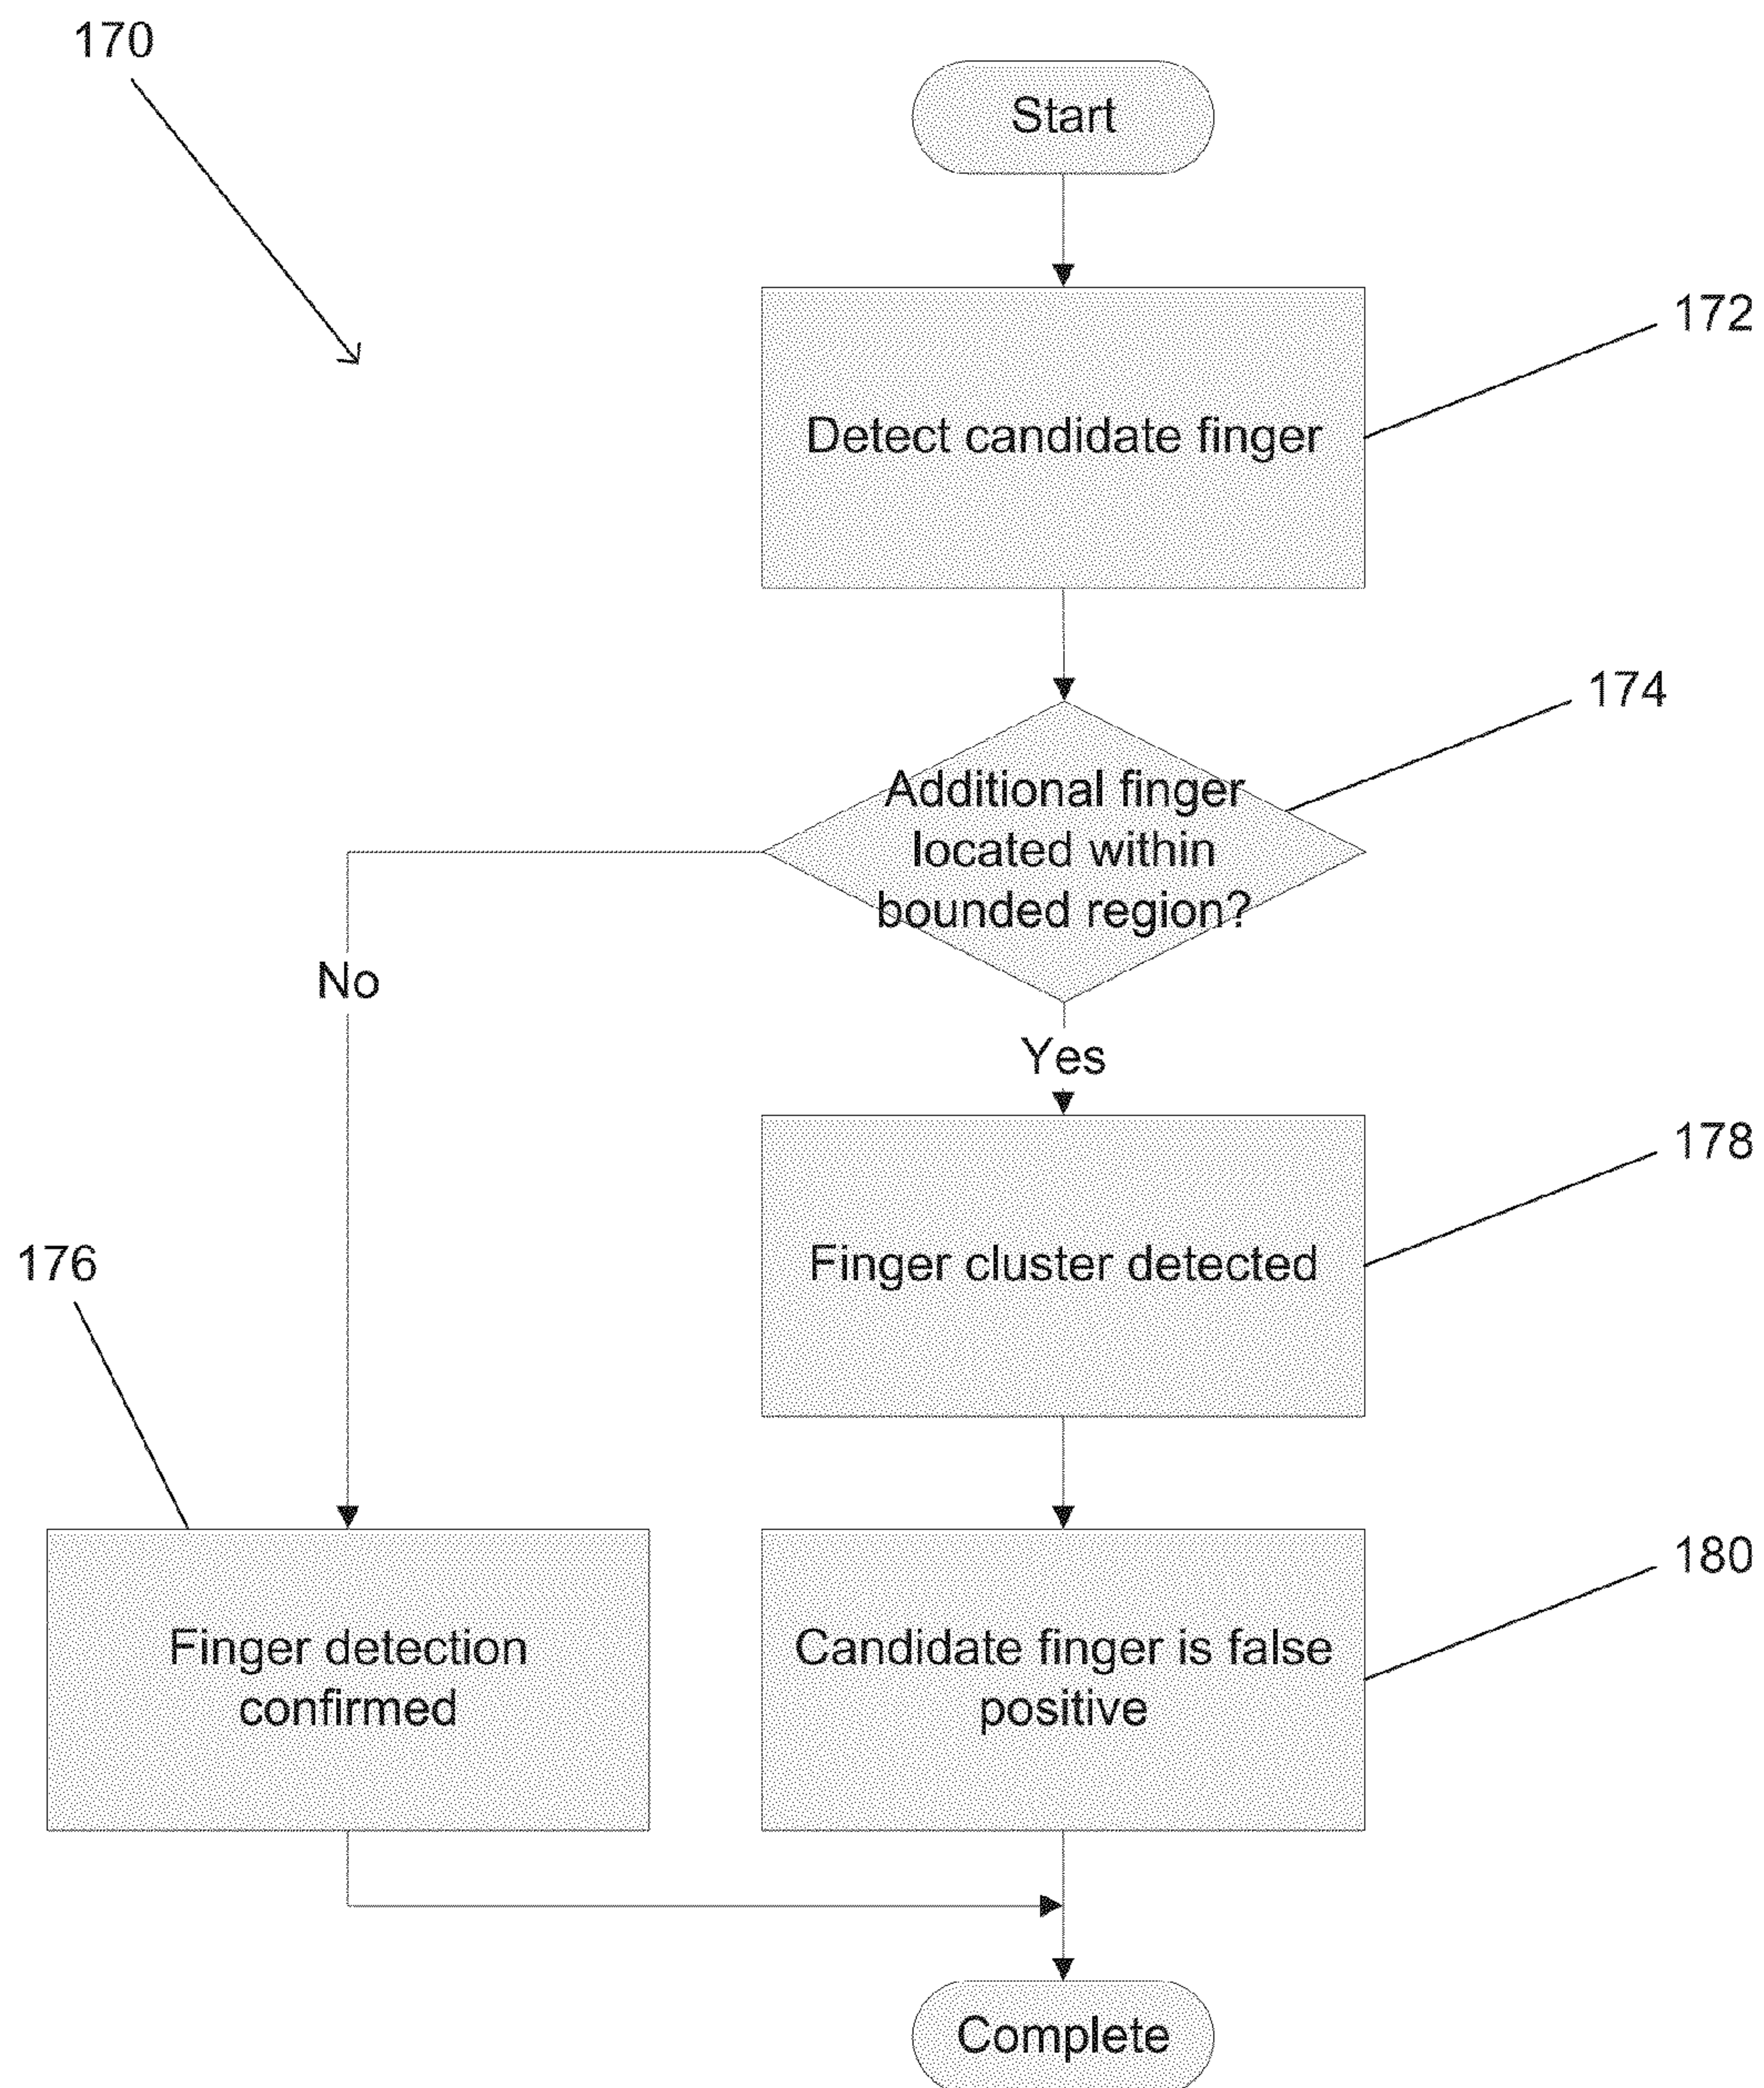 170
Start
172
Detect candidate finger
174
Additional finger
located within
bounded region?
No
Yes
178
Finger cluster detected
176
180
Finger detection
confirmed
Candidate finger is false
positive
Complete